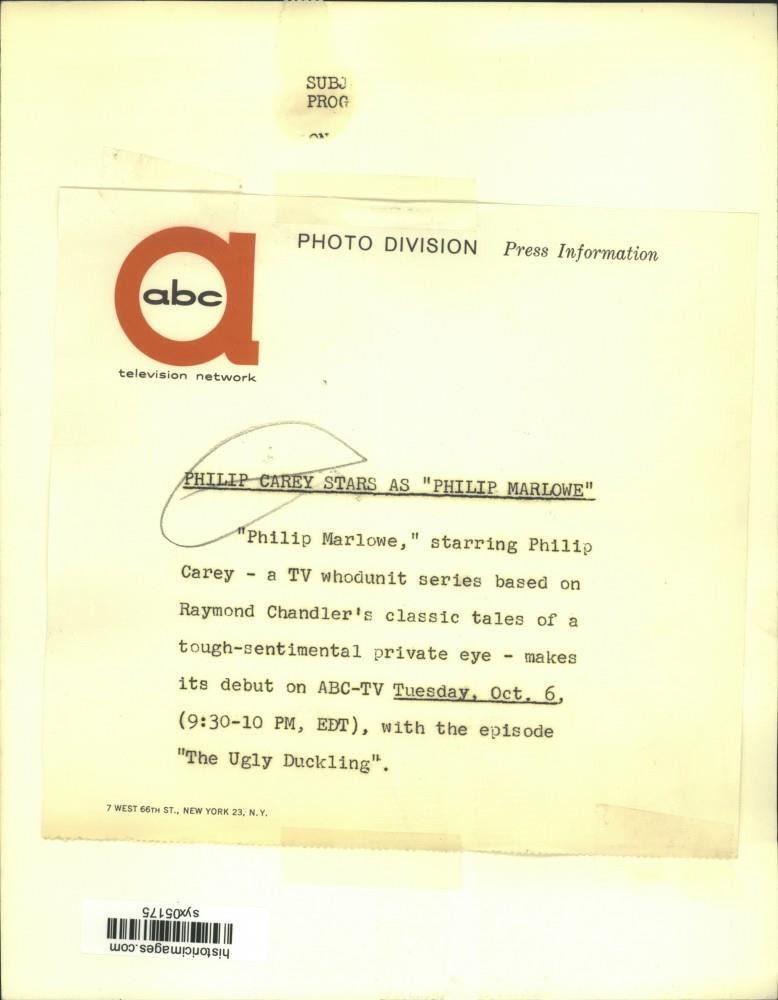 SUBJ
PROG
ON
abc
television network
PHOTO DIVISION Press Information
PHILIP CAREY STARS AS "PHILIP MARLOWE"
"Philip Marlowe," starring Philip
Carey - a TV whodunit series based on
Raymond Chandler's classic tales of a
tough-sentimental private eye - makes
its debut on ABC-TV Tuesday, Oct. 6,
(9:30-10 PM, EDT), with the episode
"The Ugly Duckling".
7 WEST 66TH ST., NEW YORK 23, N.Y.
historicimages.com
syx05175